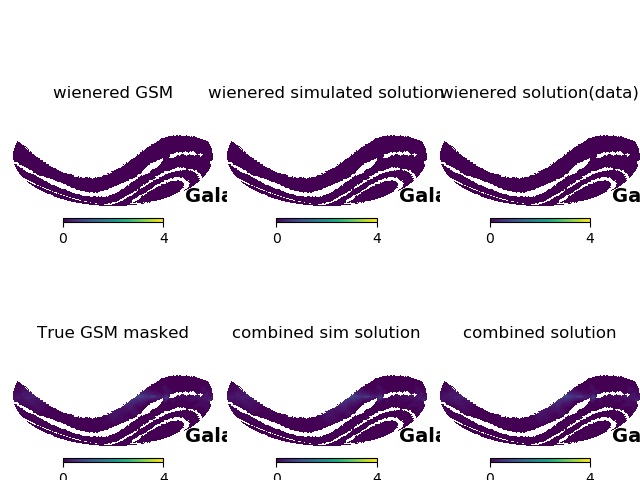 wienered GSM
wienered simulated solution
wienered solution(data)
Gala
Gala
Ga
0 4
0 4
0 4
True GSM masked
combined sim solution
combined solution
Gala
Gala
Ga
0 4
0 4
0 4